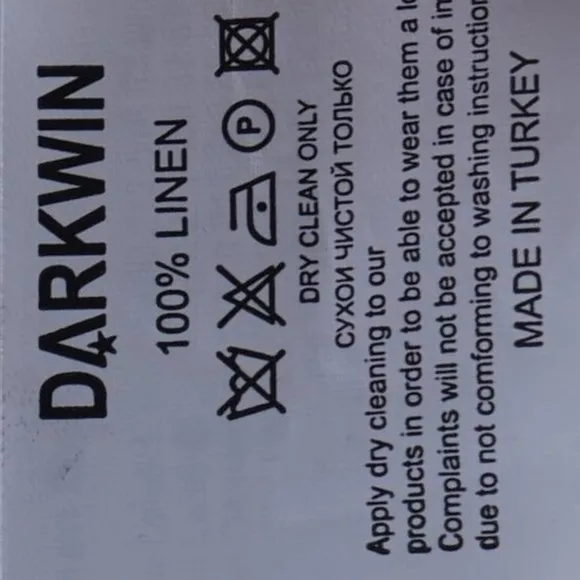 DARKWIN
100% LINEN
P
DRY CLEAN ONLY
СУХОИ ЧИСТОЙ ТОЛЬКО
Apply dry cleaning to our
products in order to be able to wear them a
Complaints will not be accepted in case of
due to not comforming to washing instruction
MADE IN TURKEY